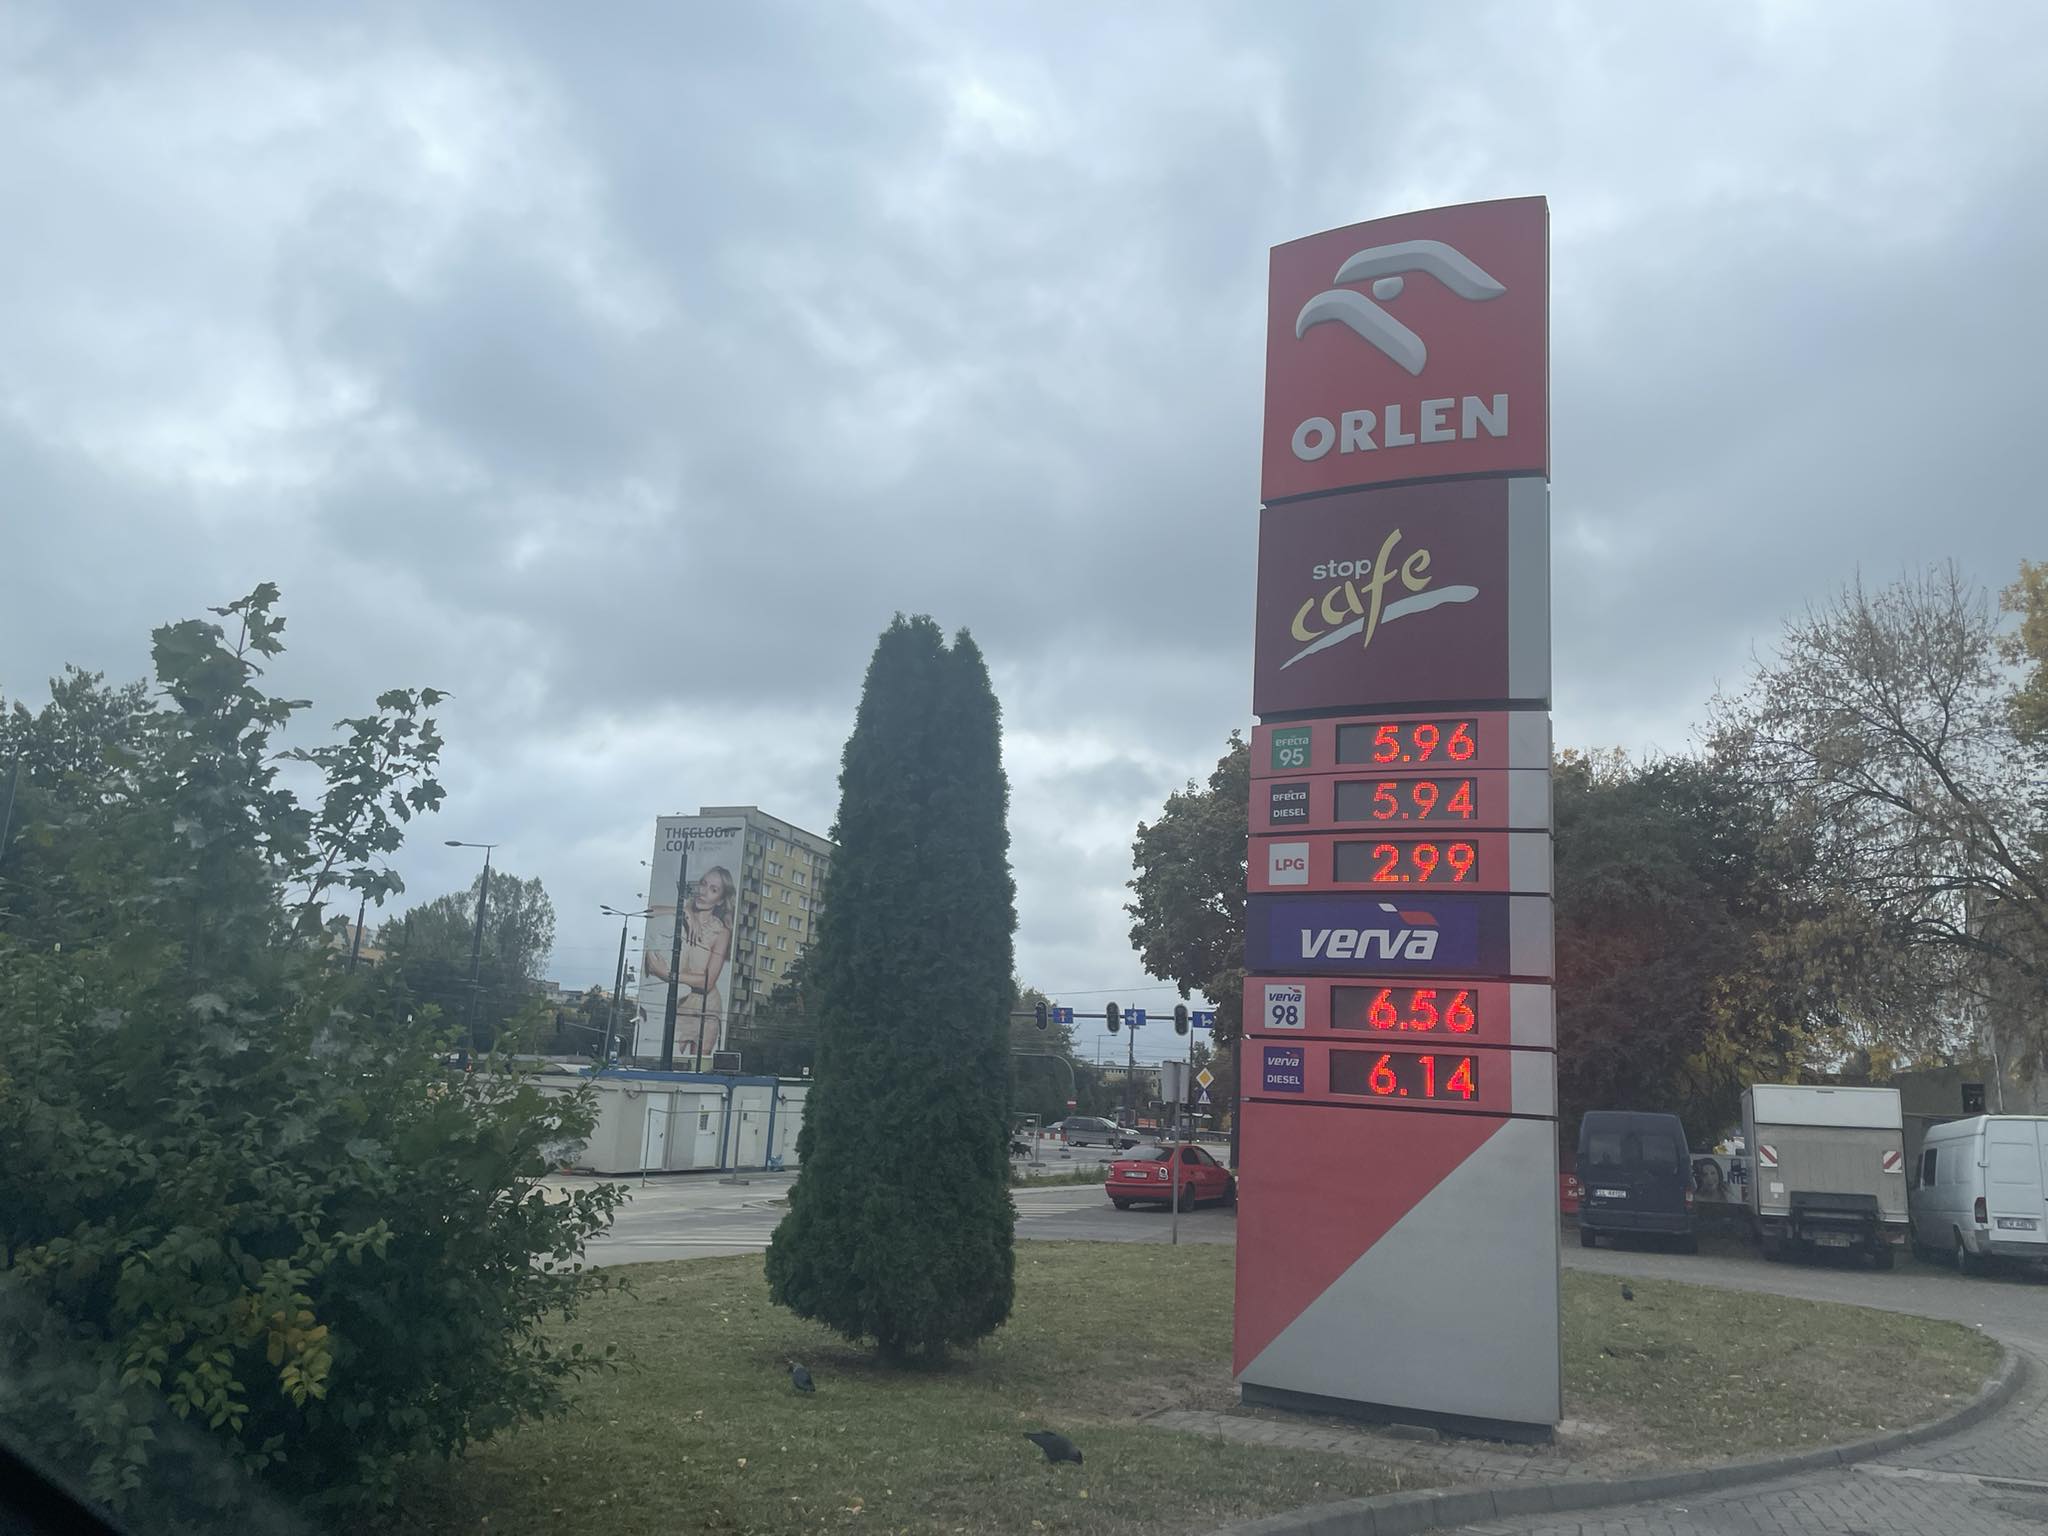 ORLEN
stop
cafe
efecta
95
5.96
efecta
DIESEL
5.94
LPG
2.99
verva
verva
98
6.56
verva
DIESEL
6.14
THEGLOOW
.COM